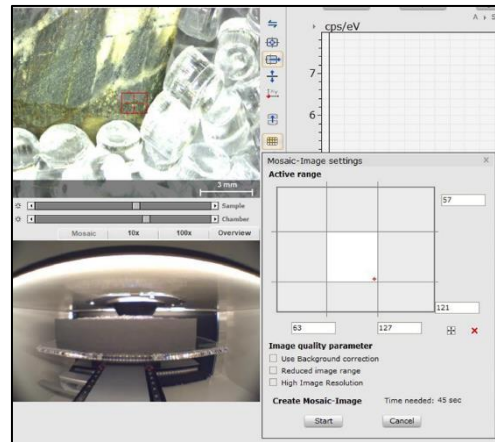 A ▸ S
cps/eV
7
6
3 mm
Sample
Chamber
Mosaic 10x 100x Overview
Mosaic-Image settings X
Active range
57
121
63 127
Image quality parameter
Use Background correction
Reduced image range
High Image Resolution
Create Mosaic-Image Time needed: 45 sec
Start Cancel